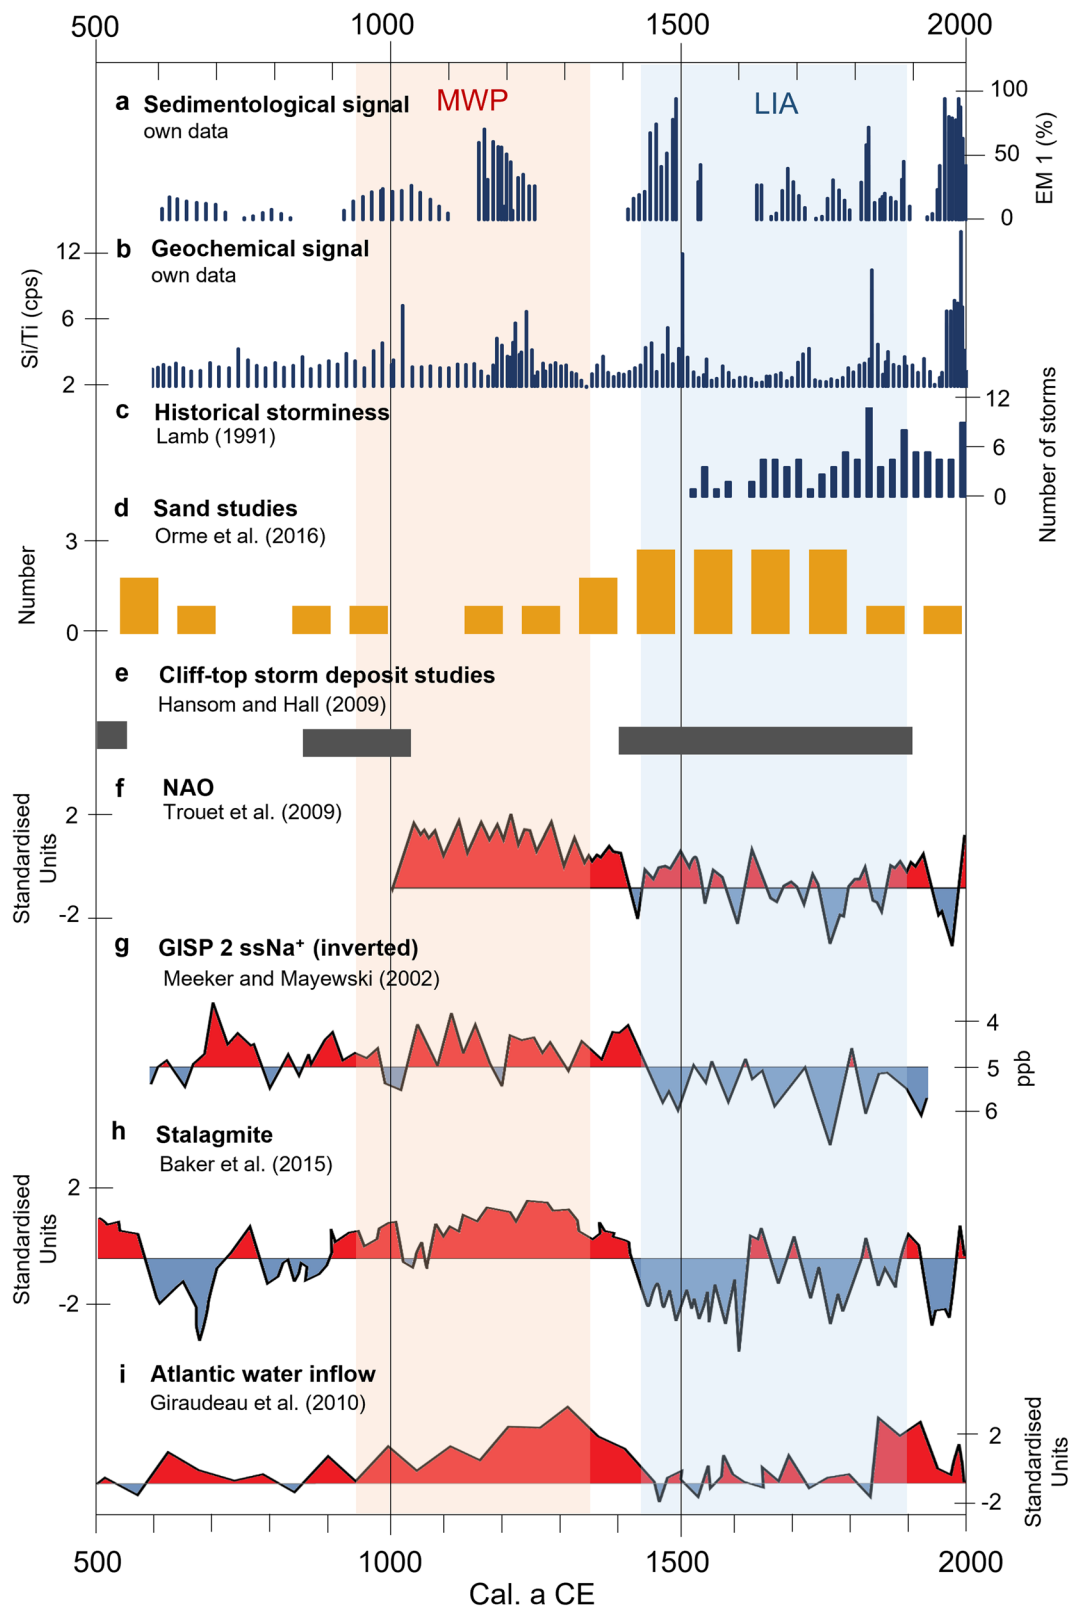 500 1000 1500 2000
MWP LIA
a Sedimentological signal
own data
100
50
0
EM 1 (%)
b Geochemical signal
own data
12
6
2
Si/Ti (cps)
c Historical storminess
Lamb (1991)
12
6
0
Number of storms
d Sand studies
Orme et al. (2016)
3
0
Number
e Cliff-top storm deposit studies
Hansom and Hall (2009)
f NAO
Trouet et al. (2009)
2
-2
Standardised
Units
g GISP 2 ssNa⁺ (inverted)
Meeker and Mayewski (2002)
4
5
6
ppb
h Stalagmite
Baker et al. (2015)
2
-2
Standardised
Units
i Atlantic water inflow
Giraudeau et al. (2010)
2
-2
Standardised
Units
500 1000 1500 2000
Cal. a CE